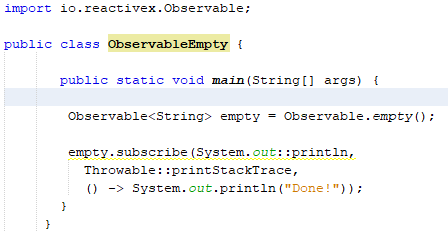 import io.reactivex.Observable;
public class ObservableEmpty {
public static void main(String[] args) {
Observable<String> empty = Observable.empty();
empty.subscribe(System.out::println,
Throwable::printStackTrace,
() -> System.out.println("Done!"));
}
}